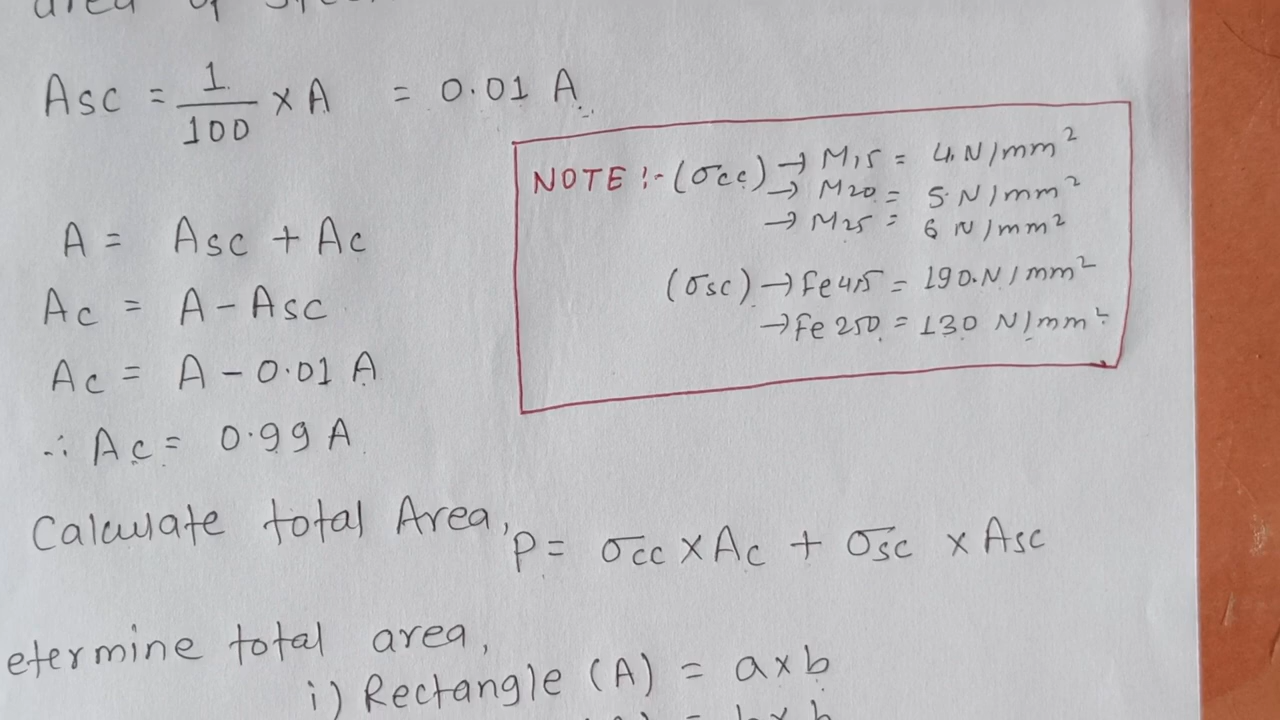 area of
Asc = 1/100 × A = 0.01 A
NOTE :- (σcc) → M15 = 4 N/mm²
→ M20 = 5 N/mm²
→ M25 = 6 N/mm²
(σsc) → Fe415 = 190 N/mm²
→ Fe 250 = 130 N/mm²
A = Asc + Ac
Ac = A - Asc
Ac = A - 0.01 A
∴ Ac = 0.99 A
Calculate total Area,
P = σcc × Ac + σsc × Asc
etermine total area,
i) Rectangle (A) = a×b
= b×b